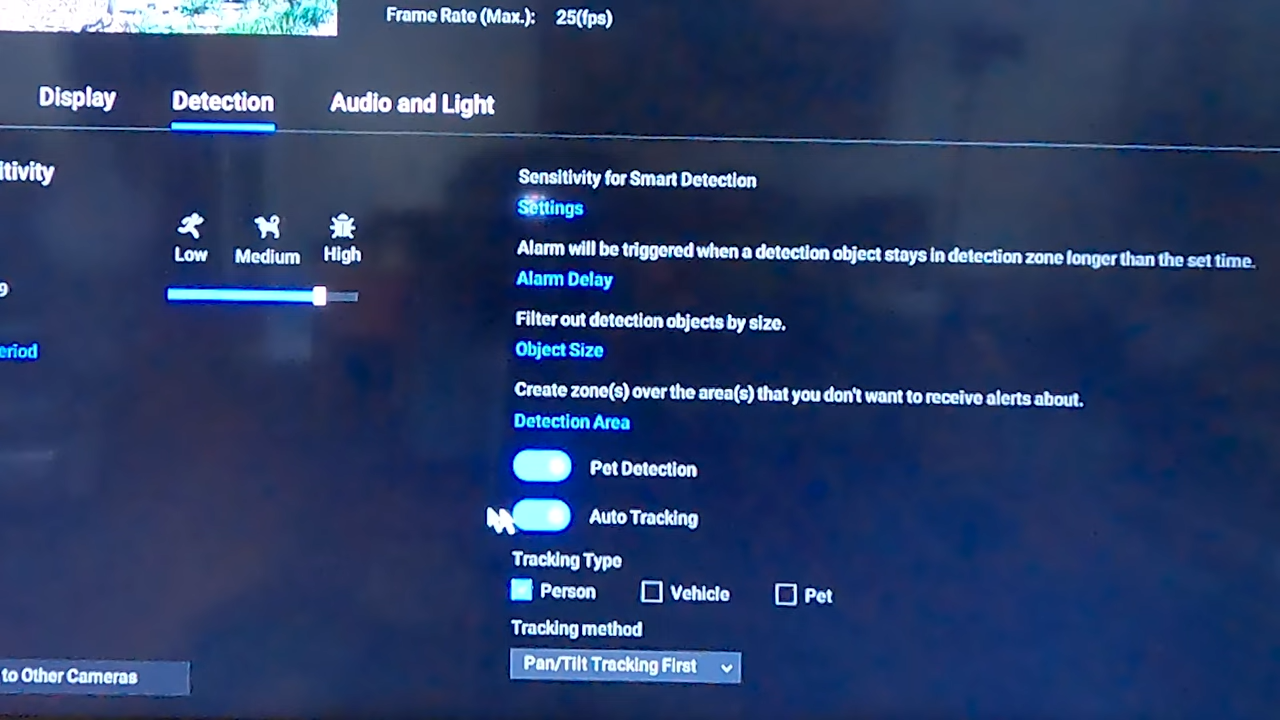 Frame Rate (Max.): 25(fps)
Display Detection Audio and Light
itivity
Low Medium High
9
eriod
to Other Cameras
Sensitivity for Smart Detection
Settings
Alarm will be triggered when a detection object stays in detection zone longer than the set time.
Alarm Delay
Filter out detection objects by size.
Object Size
Create zone(s) over the area(s) that you don't want to receive alerts about.
Detection Area
Pet Detection
Auto Tracking
Tracking Type
Person Vehicle Pet
Tracking method
Pan/Tilt Tracking First